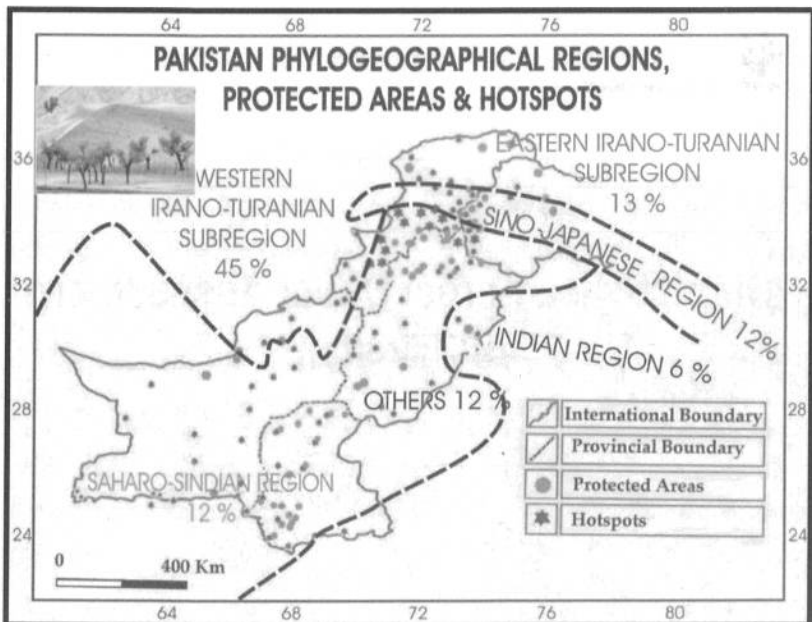 64 68 72 76 80
PAKISTAN PHYLOGEOGRAPHICAL REGIONS,
PROTECTED AREAS & HOTSPOTS
36 36
EASTERN IRANO-TURANIAN
SUBREGION
13 %
WESTERN
IRANO-TURANIAN
SUBREGION
45 %
SINO-JAPANESE REGION 12%
32 32
INDIAN REGION 6 %
OTHERS 12 %
28 28
International Boundary
Provincial Boundary
Protected Areas
Hotspots
SAHARO-SINDIAN REGION
12 %
24 24
0 400 Km
64 68 72 76 80